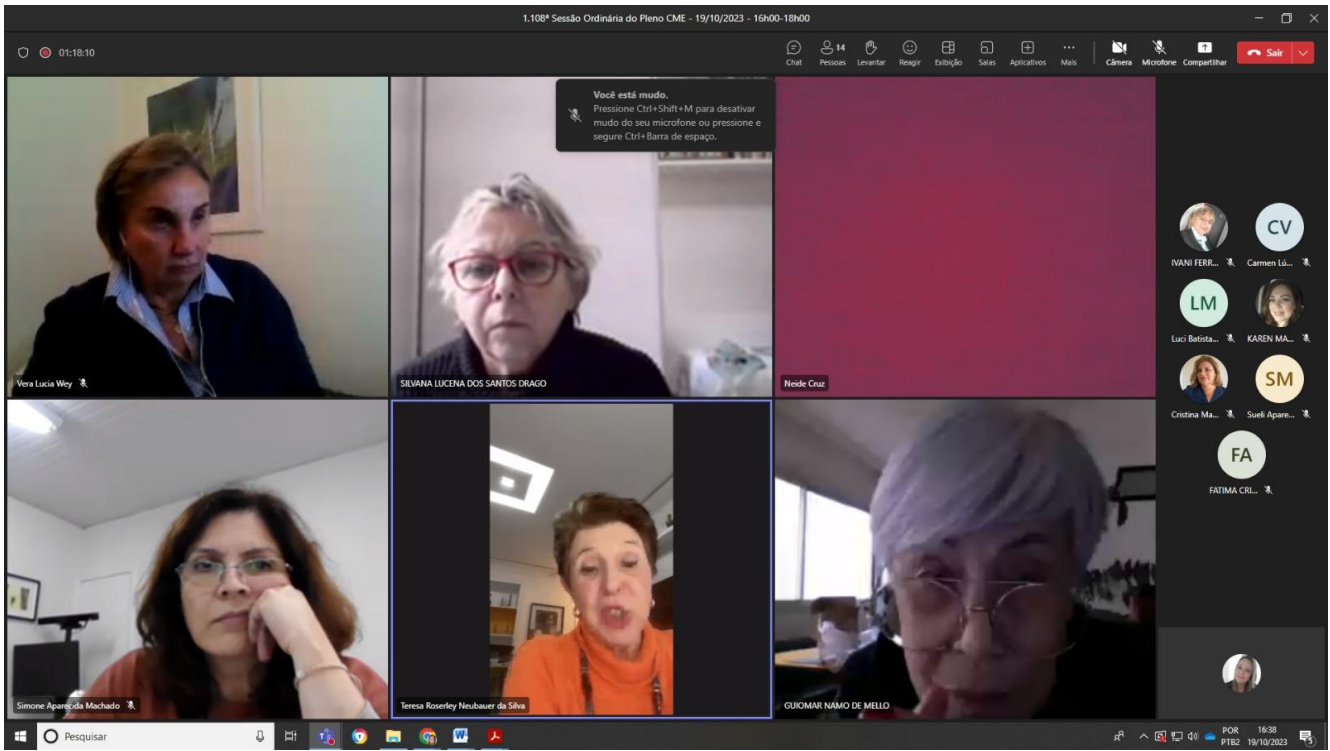 1.108ª Sessão Ordinária do Pleno CME - 19/10/2023 - 16h00-18h00
01:18:10
Chat
14
Pessoas
Levantar
Reagir
Exibição
Salas
Aplicativos
Mais
Câmera
Microfone
Compartilhar
Sair
Você está mudo.
Pressione Ctrl+Shift+M para desativar
mudo do seu microfone ou pressione e
segure Ctrl+Barra de espaço.
Vera Lucia Wey
SILVANA LUCENA DOS SANTOS DRAGO
Neide Cruz
CV
IVANI FERR...
Carmen Lú...
LM
Luci Batista...
KAREN MA...
SM
Cristina Ma...
Sueli Apare...
FA
FATIMA CRI...
Simone Aparecida Machado
Teresa Roserley Neubauer da Silva
GUIOMAR NAMO DE MELLO
Pesquisar
POR
PTB2
16:38
19/10/2023